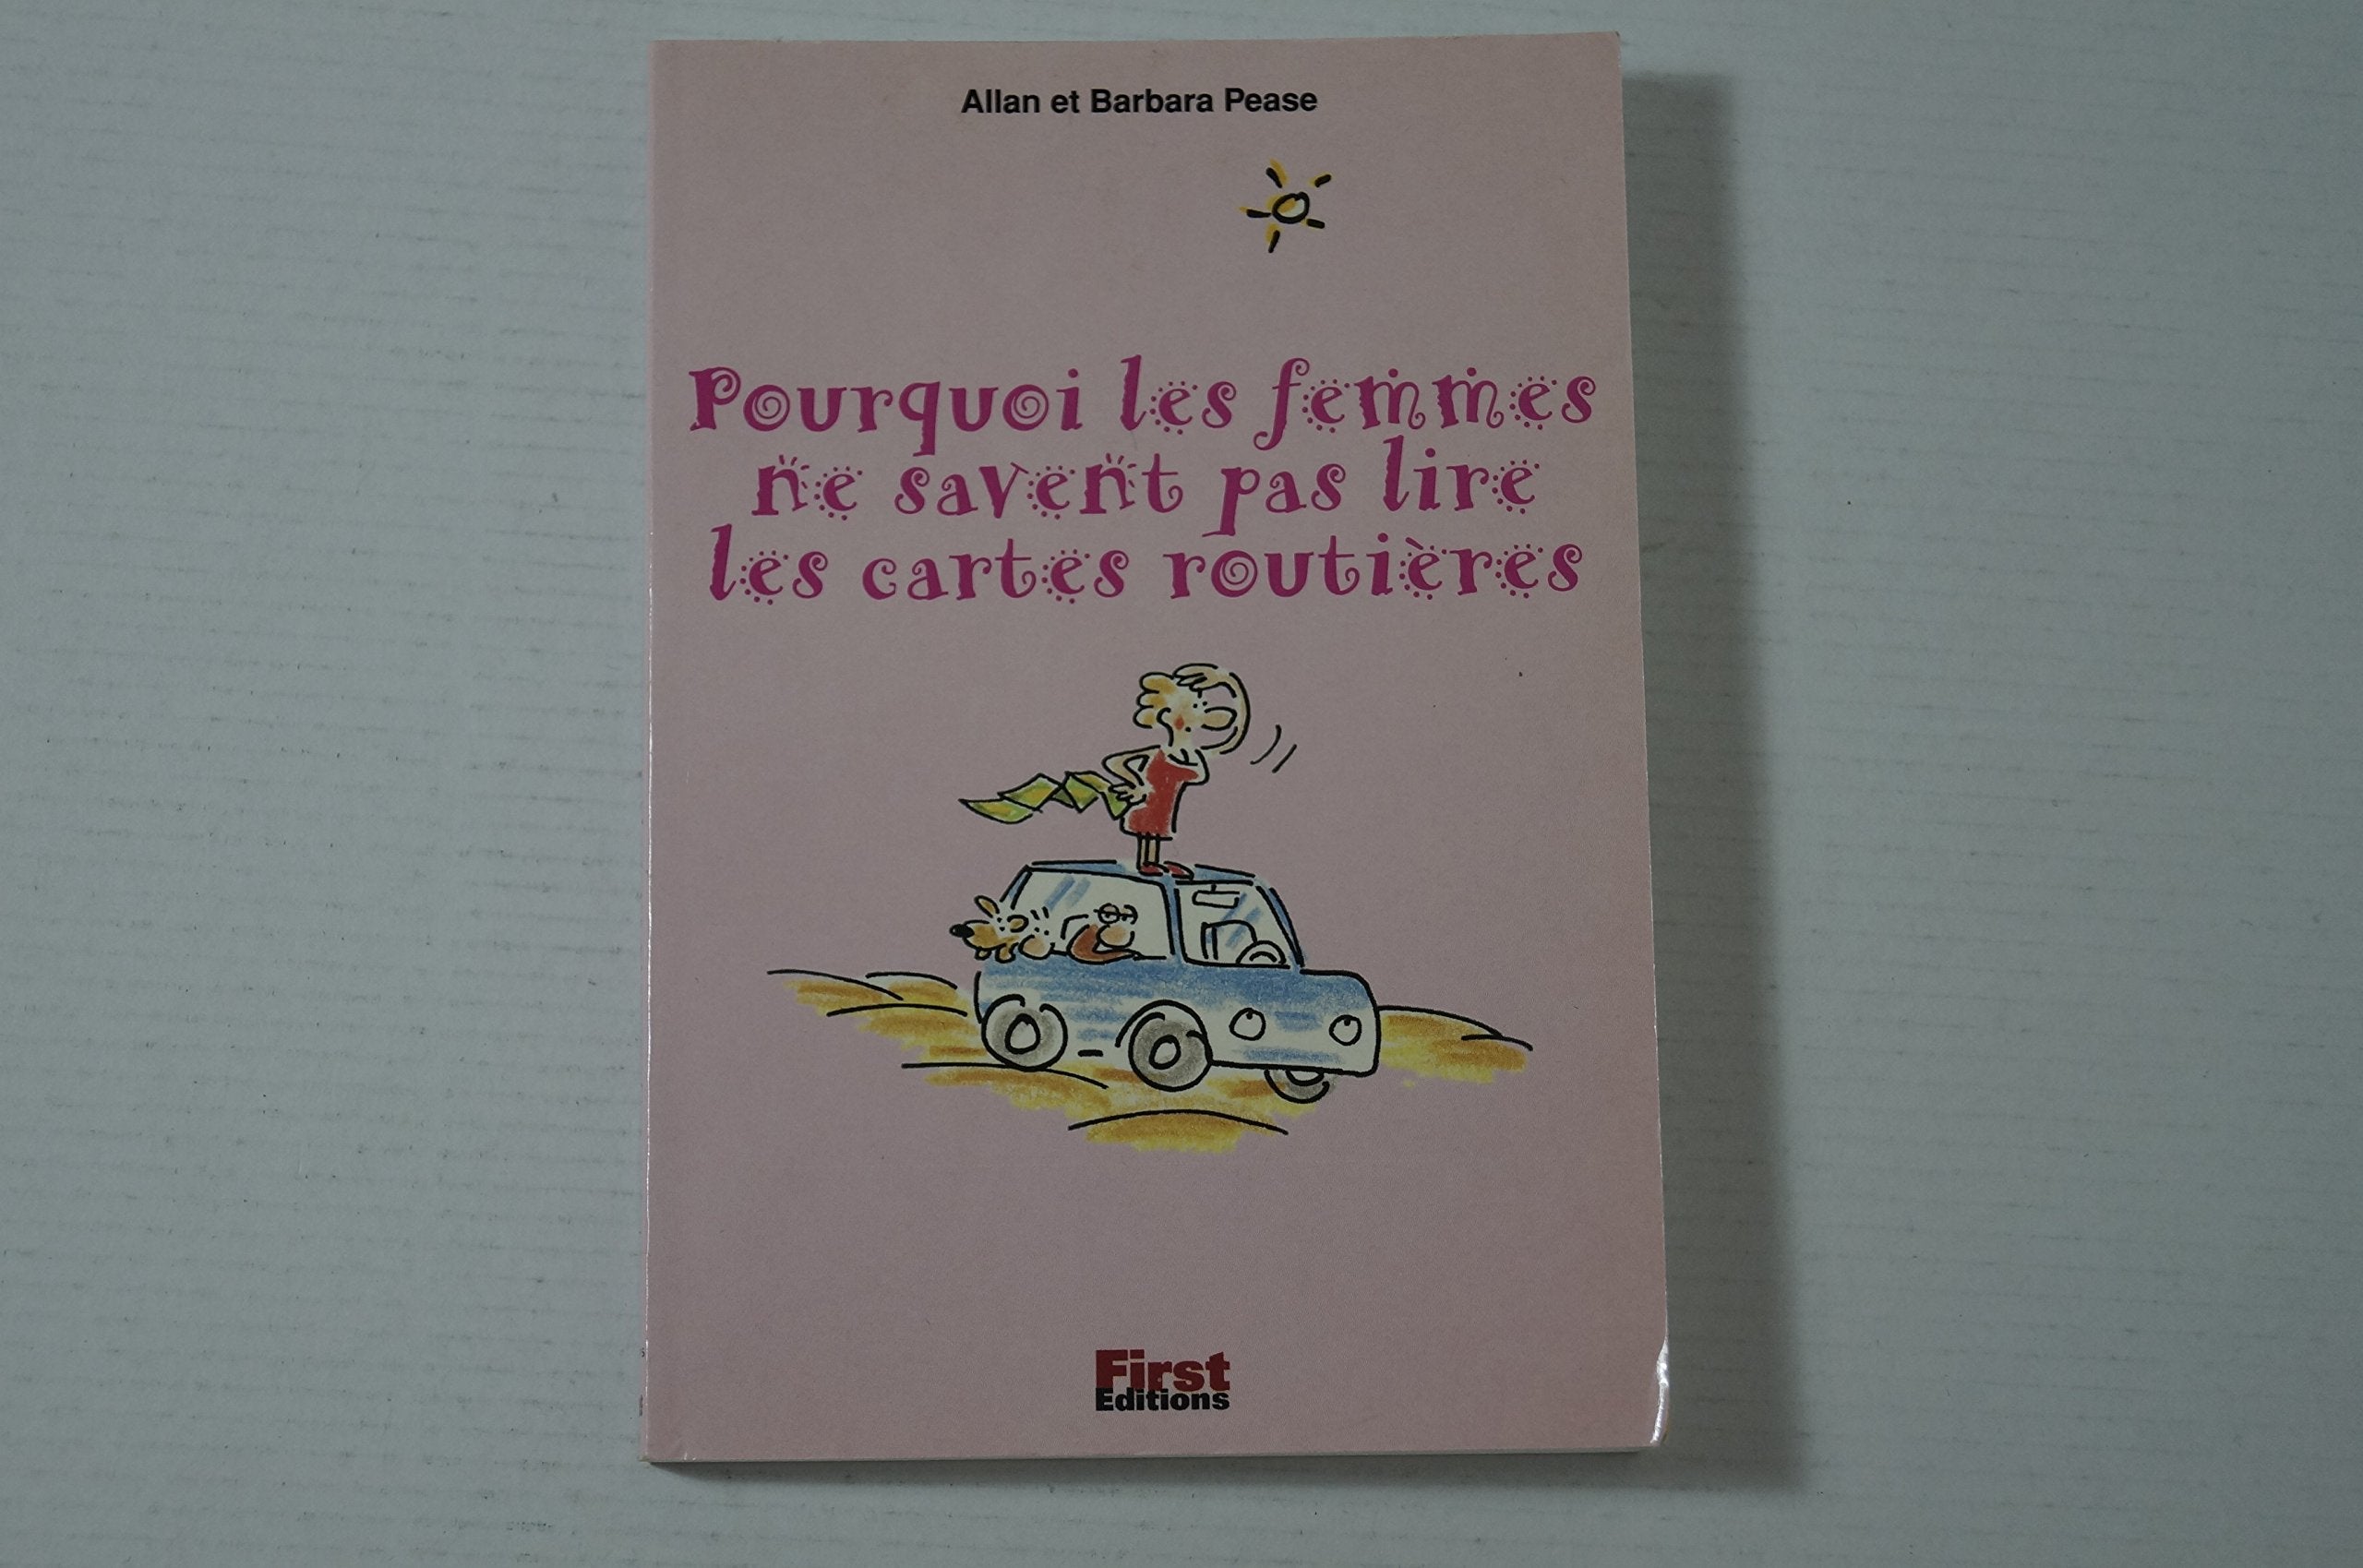 Allan et Barbara Pease
Pourquoi les femmes
ne savent pas lire
les cartes routières
First
Editions